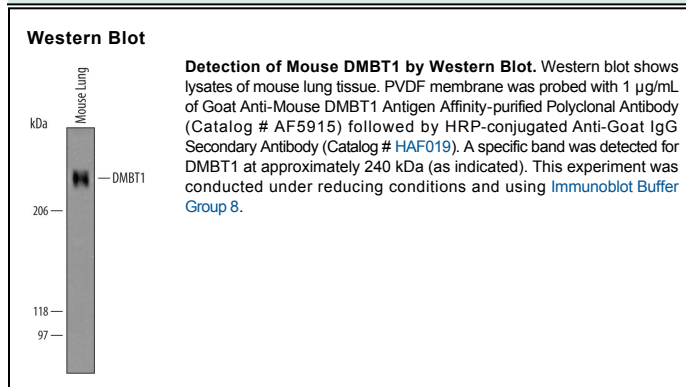 Western Blot
Mouse Lung
kDa
DMBT1
206
118
97
Detection of Mouse DMBT1 by Western Blot. Western blot shows
lysates of mouse lung tissue. PVDF membrane was probed with 1 µg/mL
of Goat Anti-Mouse DMBT1 Antigen Affinity-purified Polyclonal Antibody
(Catalog # AF5915) followed by HRP-conjugated Anti-Goat IgG
Secondary Antibody (Catalog # HAF019). A specific band was detected for
DMBT1 at approximately 240 kDa (as indicated). This experiment was
conducted under reducing conditions and using Immunoblot Buffer
Group 8.